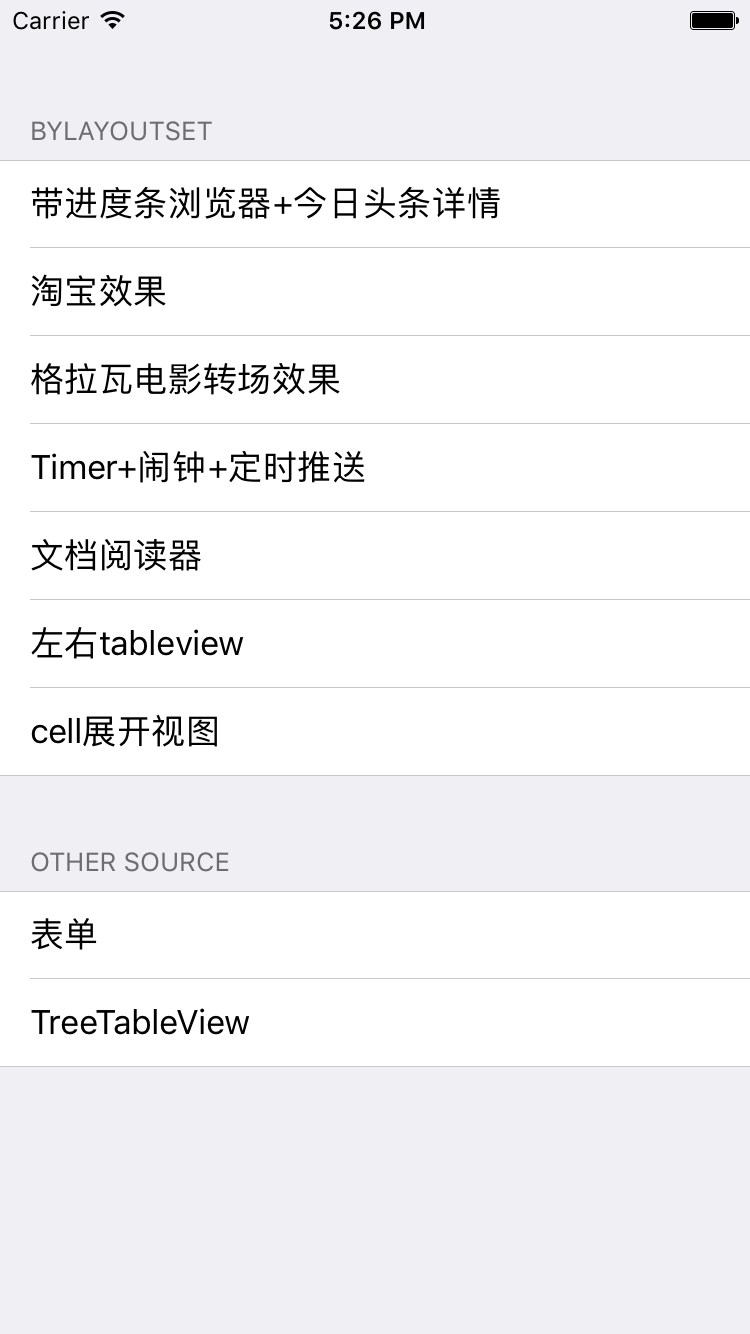 Carrier 5:26 PM
BYLAYOUTSET
带进度条浏览器+今日头条详情
淘宝效果
格拉瓦电影转场效果
Timer+闹钟+定时推送
文档阅读器
左右tableview
cell展开视图
OTHER SOURCE
表单
TreeTableView